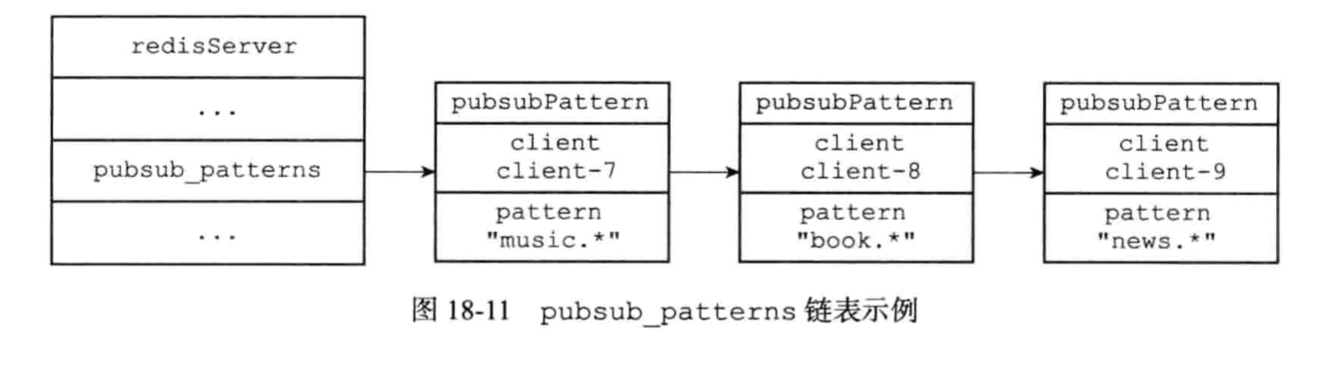 redisServer
...
pubsub_patterns
...
pubsubPattern
client
client-7
pattern
"music.*"
pubsubPattern
client
client-8
pattern
"book.*"
pubsubPattern
client
client-9
pattern
"news.*"
图 18-11 pubsub_patterns 链表示例